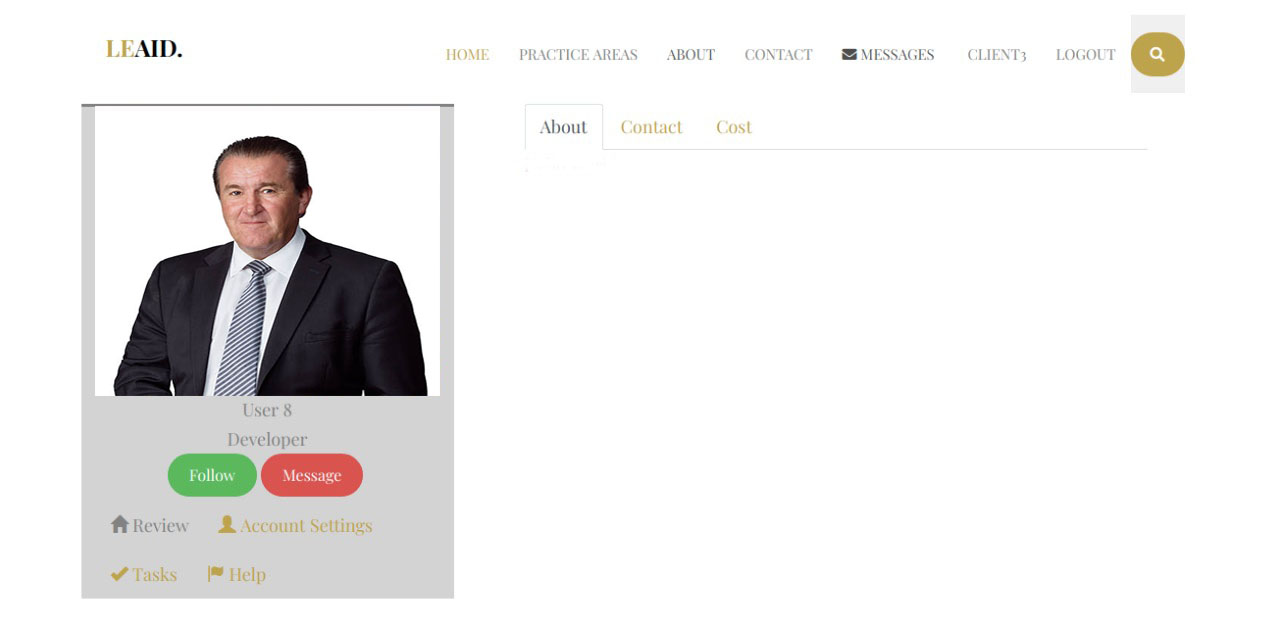 LEAID.
HOME PRACTICE AREAS ABOUT CONTACT MESSAGES CLIENT3 LOGOUT
About Contact Cost
User 8
Developer
Follow Message
Review Account Settings
Tasks Help